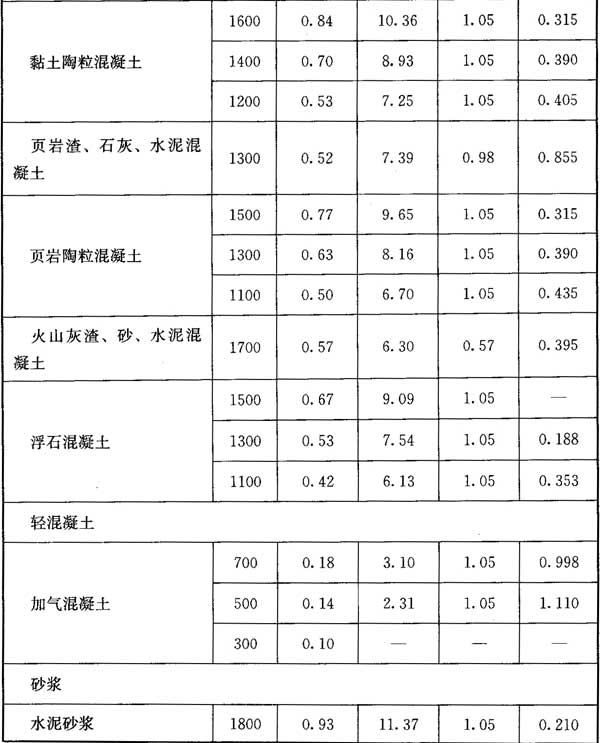 黏土陶粒混凝土
1600 0.84 10.36 1.05 0.315
1400 0.70 8.93 1.05 0.390
1200 0.53 7.25 1.05 0.405
页岩渣、石灰、水泥混
凝土
1300 0.52 7.39 0.98 0.855
页岩陶粒混凝土
1500 0.77 9.65 1.05 0.315
1300 0.63 8.16 1.05 0.390
1100 0.50 6.70 1.05 0.435
火山灰渣、砂、水泥混
凝土
1700 0.57 6.30 0.57 0.395
浮石混凝土
1500 0.67 9.09 1.05 —
1300 0.53 7.54 1.05 0.188
1100 0.42 6.13 1.05 0.353
轻混凝土
加气混凝土
700 0.18 3.10 1.05 0.998
500 0.14 2.31 1.05 1.110
300 0.10 — — —
砂浆
水泥砂浆 1800 0.93 11.37 1.05 0.210